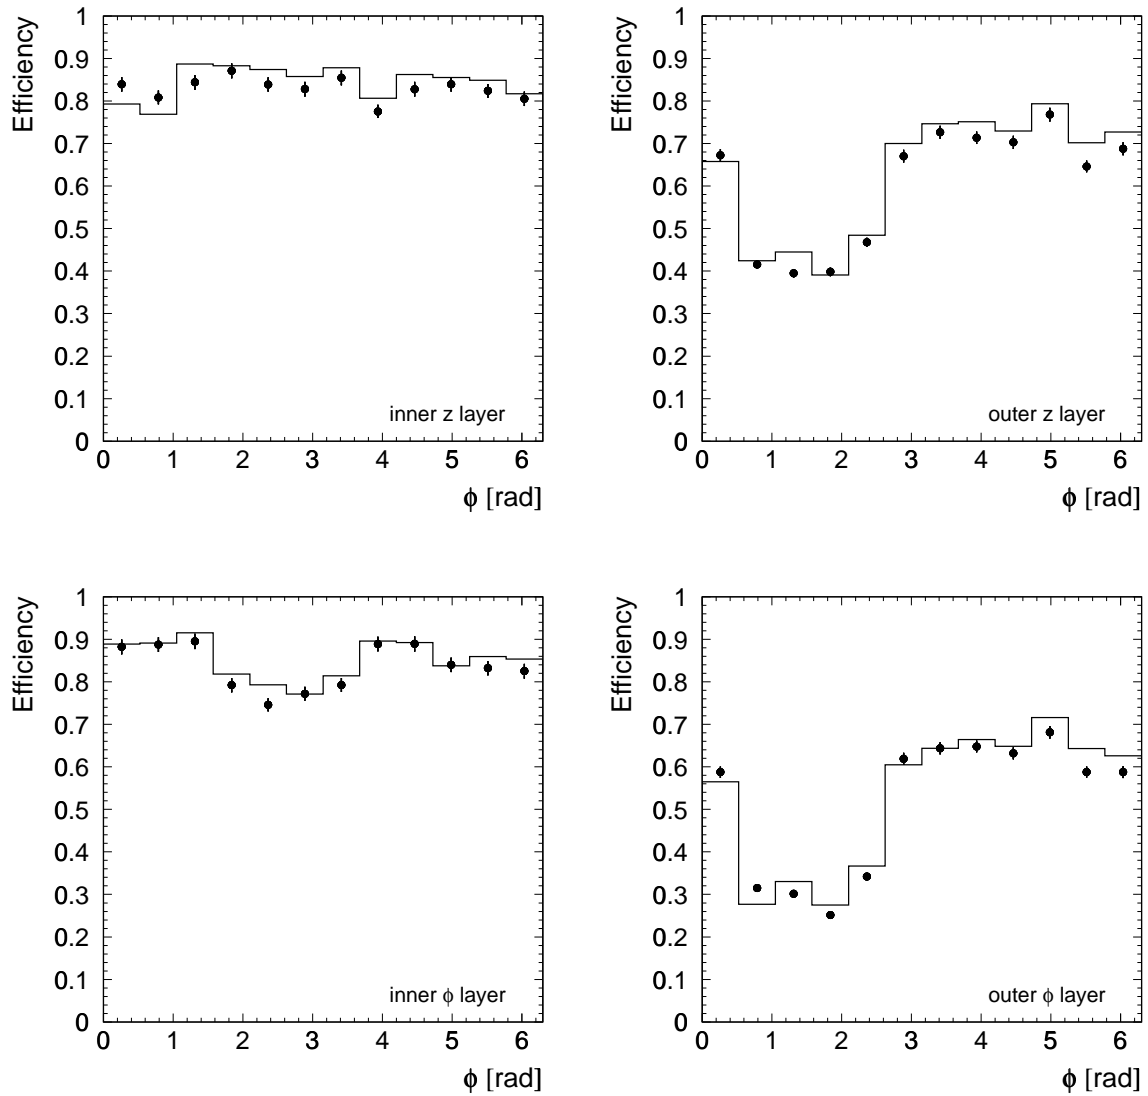 Efficiency
1
0.9
0.8
0.7
0.6
0.5
0.4
0.3
0.2
0.1
0
inner z layer
0 1 2 3 4 5 6
ϕ [rad]
Efficiency
1
0.9
0.8
0.7
0.6
0.5
0.4
0.3
0.2
0.1
0
outer z layer
0 1 2 3 4 5 6
ϕ [rad]
Efficiency
1
0.9
0.8
0.7
0.6
0.5
0.4
0.3
0.2
0.1
0
inner ϕ layer
0 1 2 3 4 5 6
ϕ [rad]
Efficiency
1
0.9
0.8
0.7
0.6
0.5
0.4
0.3
0.2
0.1
0
outer ϕ layer
0 1 2 3 4 5 6
ϕ [rad]